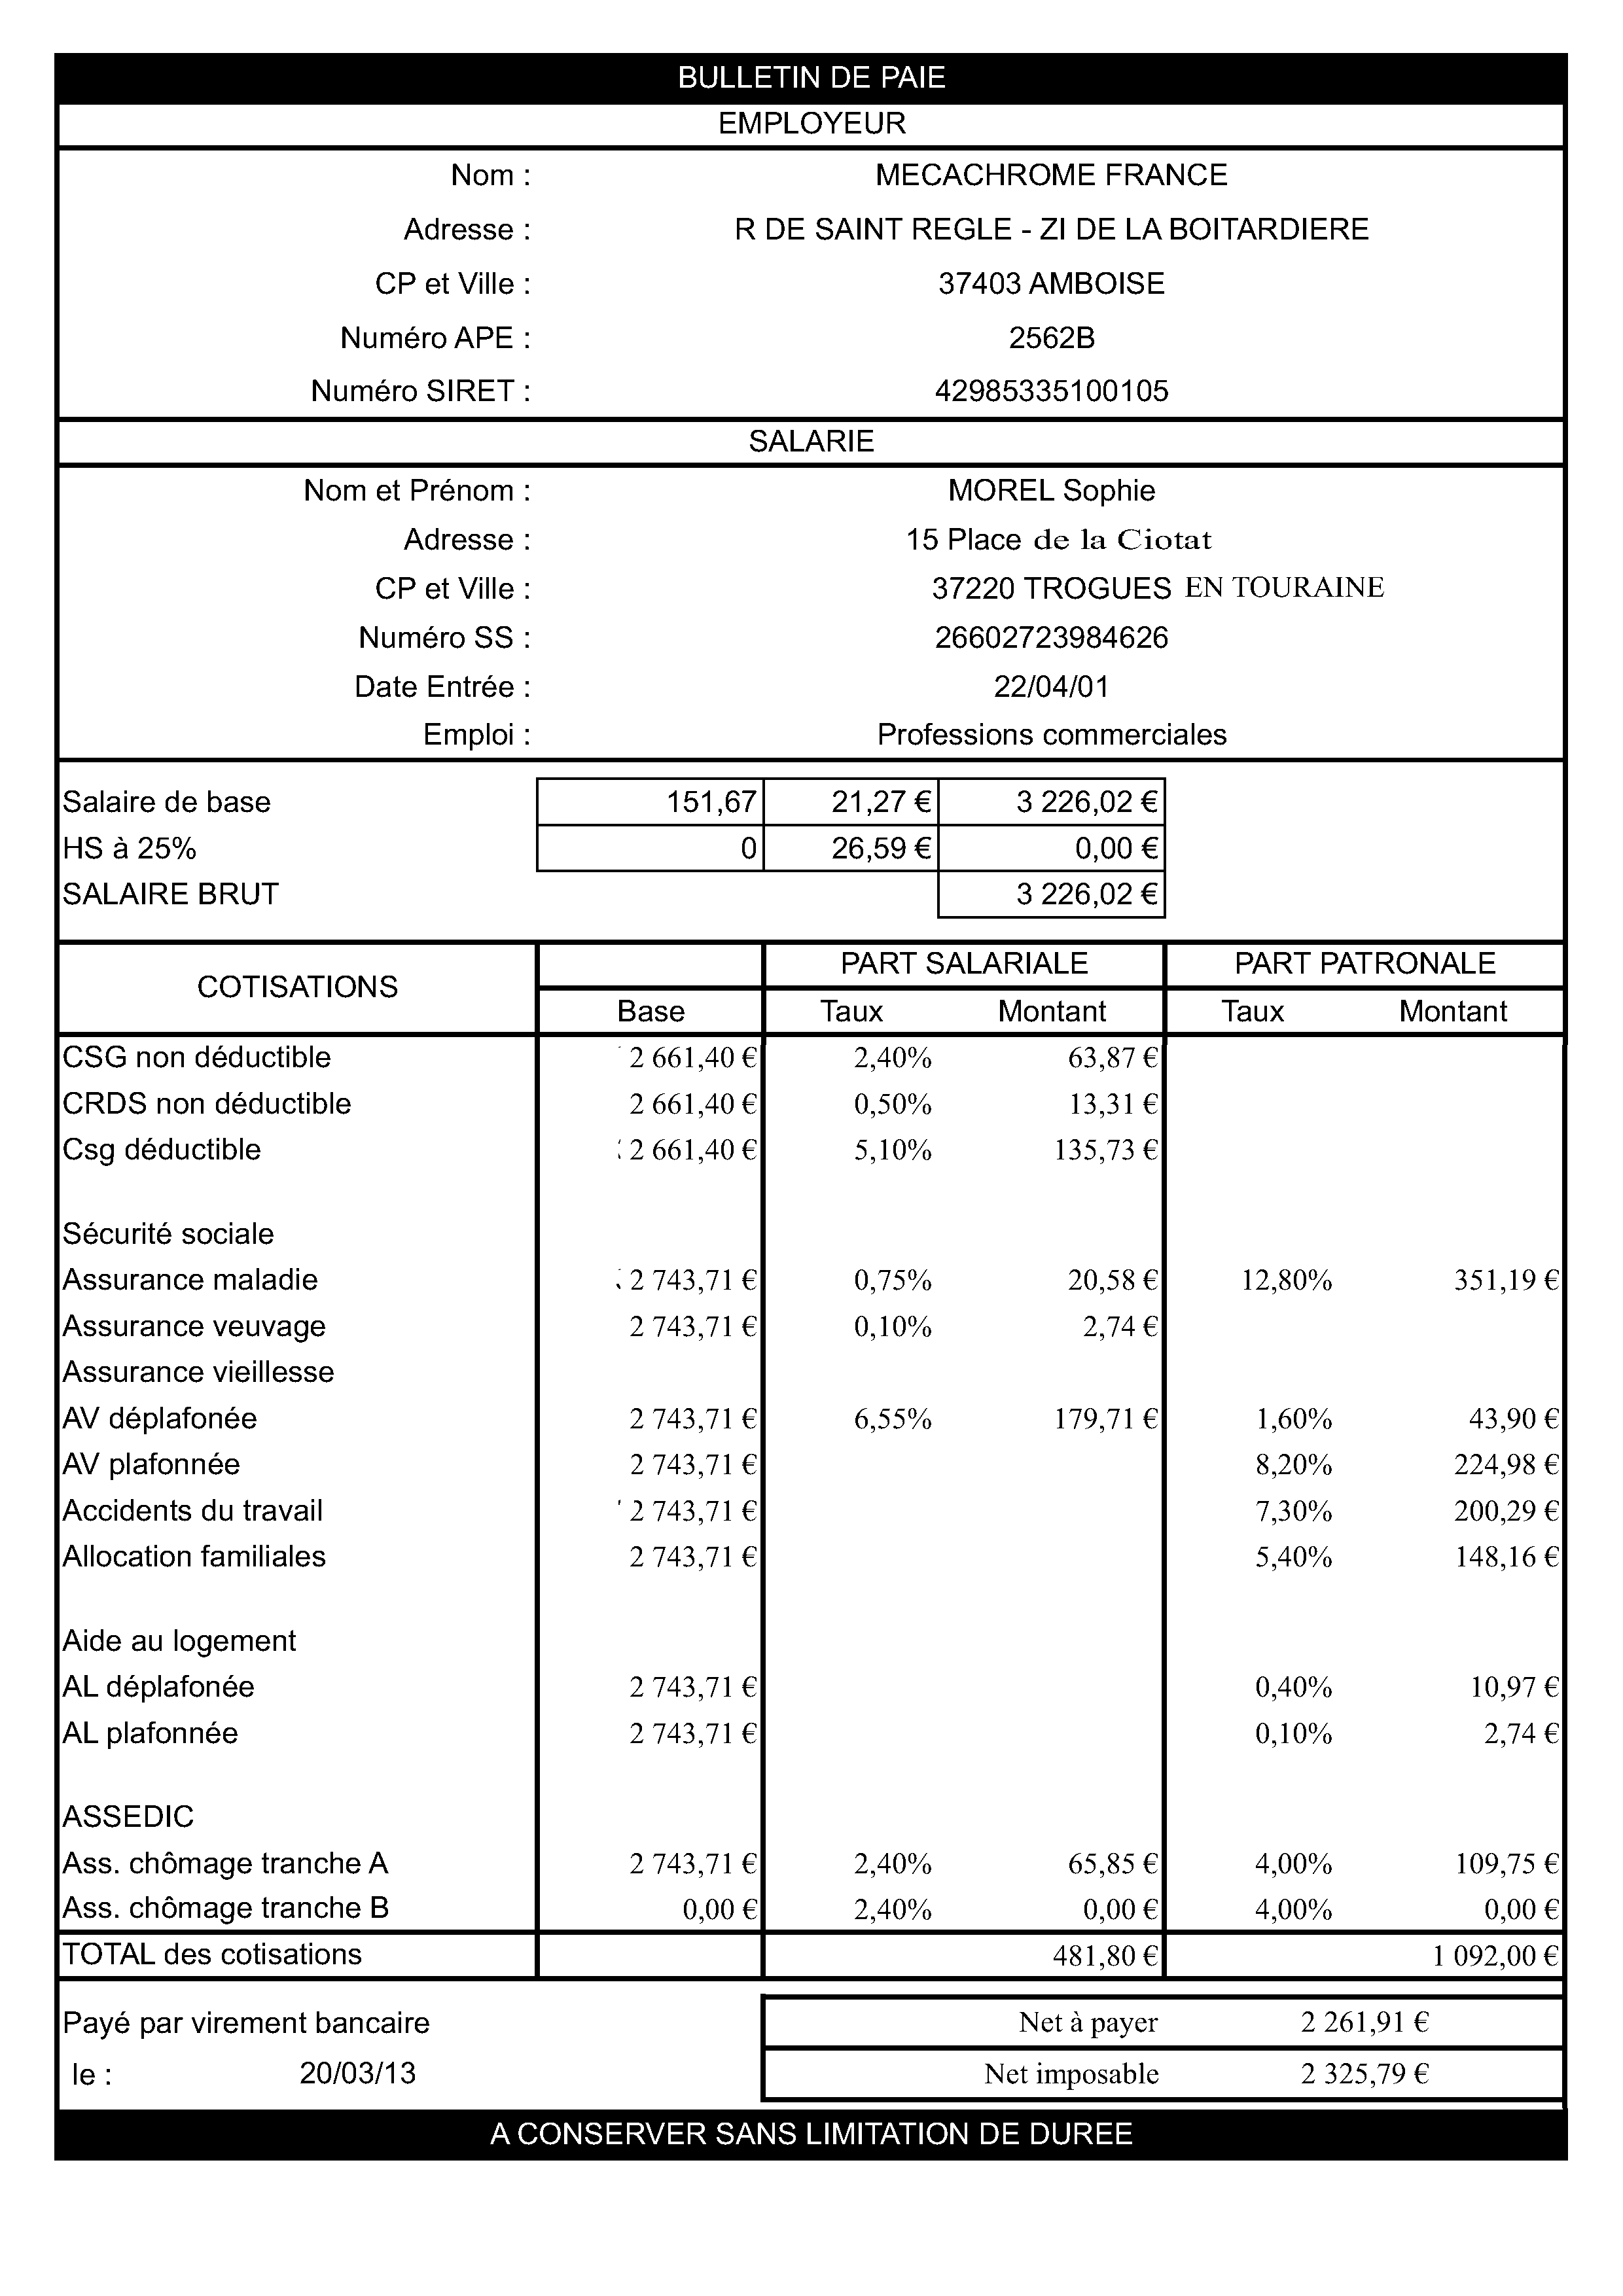 BULLETIN DE PAIE
EMPLOYEUR
Nom : MECACHROME FRANCE
Adresse : R DE SAINT REGLE - ZI DE LA BOITARDIERE
CP et Ville : 37403 AMBOISE
Numéro APE : 2562B
Numéro SIRET : 42985335100105
SALARIE
Nom et Prénom : MOREL Sophie
Adresse : 15 Place de la Ciotat
CP et Ville : 37220 TROGUES EN TOURAINE
Numéro SS : 26602723984626
Date Entrée : 22/04/01
Emploi : Professions commerciales
Salaire de base 151,67 21,27 € 3 226,02 €
HS à 25% 0 26,59 € 0,00 €
SALAIRE BRUT 3 226,02 €
COTISATIONS PART SALARIALE PART PATRONALE
Base Taux Montant Taux Montant
CSG non déductible 2 661,40 € 2,40% 63,87 €
CRDS non déductible 2 661,40 € 0,50% 13,31 €
Csg déductible 2 661,40 € 5,10% 135,73 €
Sécurité sociale
Assurance maladie 2 743,71 € 0,75% 20,58 € 12,80% 351,19 €
Assurance veuvage 2 743,71 € 0,10% 2,74 €
Assurance vieillesse
AV déplafonée 2 743,71 € 6,55% 179,71 € 1,60% 43,90 €
AV plafonnée 2 743,71 € 8,20% 224,98 €
Accidents du travail 2 743,71 € 7,30% 200,29 €
Allocation familiales 2 743,71 € 5,40% 148,16 €
Aide au logement
AL déplafonée 2 743,71 € 0,40% 10,97 €
AL plafonnée 2 743,71 € 0,10% 2,74 €
ASSEDIC
Ass. chômage tranche A 2 743,71 € 2,40% 65,85 € 4,00% 109,75 €
Ass. chômage tranche B 0,00 € 2,40% 0,00 € 4,00% 0,00 €
TOTAL des cotisations 481,80 € 1 092,00 €
Payé par virement bancaire Net à payer 2 261,91 €
le : 20/03/13 Net imposable 2 325,79 €
A CONSERVER SANS LIMITATION DE DUREE